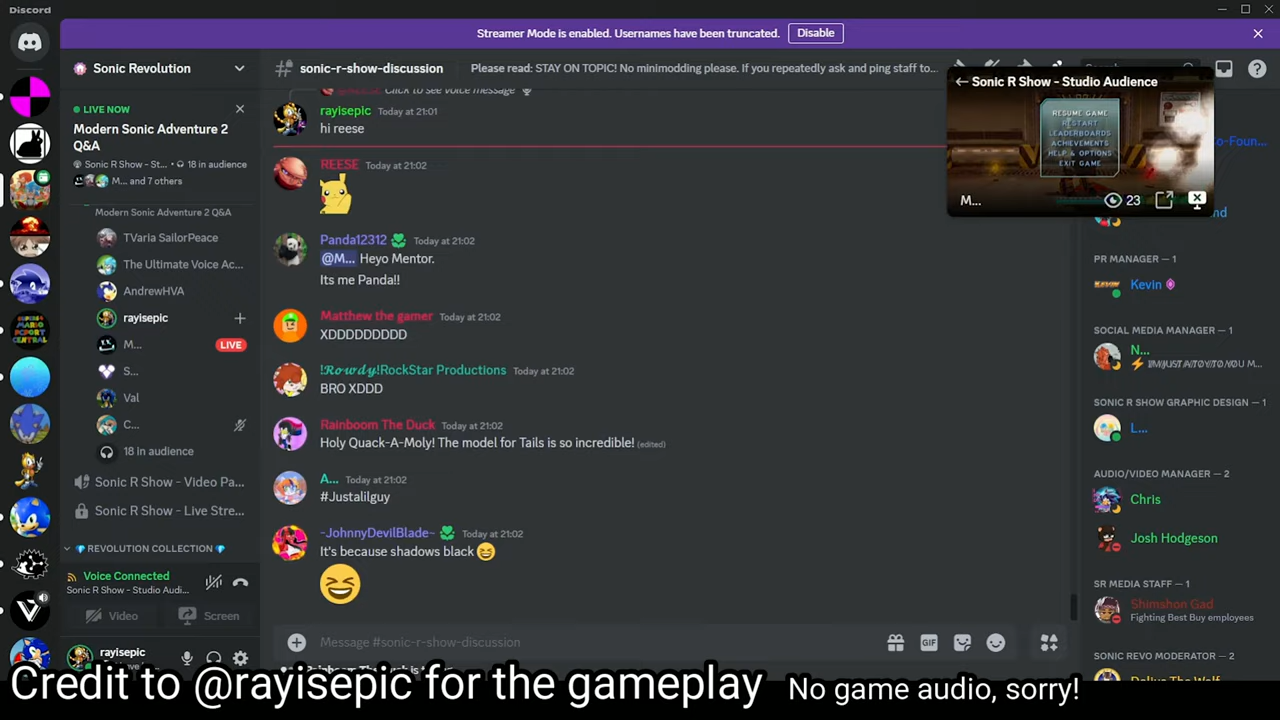 Discord
Streamer Mode is enabled. Usernames have been truncated.
Disable
Sonic Revolution
LIVE NOW
Modern Sonic Adventure 2
Q&A
Sonic R Show - St...
18 in audience
M... and 7 others
Modern Sonic Adventure 2 Q&A
TVaria SailorPeace
The Ultimate Voice Ac...
AndrewHVA
rayisepic
M...
LIVE
S...
Val
C...
18 in audience
Sonic R Show - Video Pa...
Sonic R Show - Live Stre...
REVOLUTION COLLECTION
Voice Connected
Sonic R Show - Studio Audi...
Video
Screen
rayisepic
sonic-r-show-discussion
Please read: STAY ON TOPIC! No minimodding please. If you repeatedly ask and ping staff to...
Click to see voice message
rayisepic Today at 21:01
hi reese
REESE Today at 21:02
Panda12312 Today at 21:02
@M... Heyo Mentor.
Its me Panda!!
Matthew the gamer Today at 21:02
XDDDDDDDDD
!Rowdy!RockStar Productions Today at 21:02
BRO XDDD
Rainboom The Duck Today at 21:02
Holy Quack-A-Moly! The model for Tails is so incredible! (edited)
A... Today at 21:02
#Justalilguy
-JohnnyDevilBlade- Today at 21:02
It's because shadows black
Message #sonic-r-show-discussion
GIF
Sonic R Show - Studio Audience
RESUME GAME
RESTART
LEADERBOARDS
ACHIEVEMENTS
HELP & OPTIONS
EXIT GAME
M...
23
PR MANAGER — 1
Kevin
SOCIAL MEDIA MANAGER — 1
N...
SONIC R SHOW GRAPHIC DESIGN — 1
L...
AUDIO/VIDEO MANAGER — 2
Chris
Josh Hodgeson
SR MEDIA STAFF — 1
Shimshon Gad
Fighting Best Buy employees
SONIC REVO MODERATOR — 2
Credit to @rayisepic for the gameplay
No game audio, sorry!